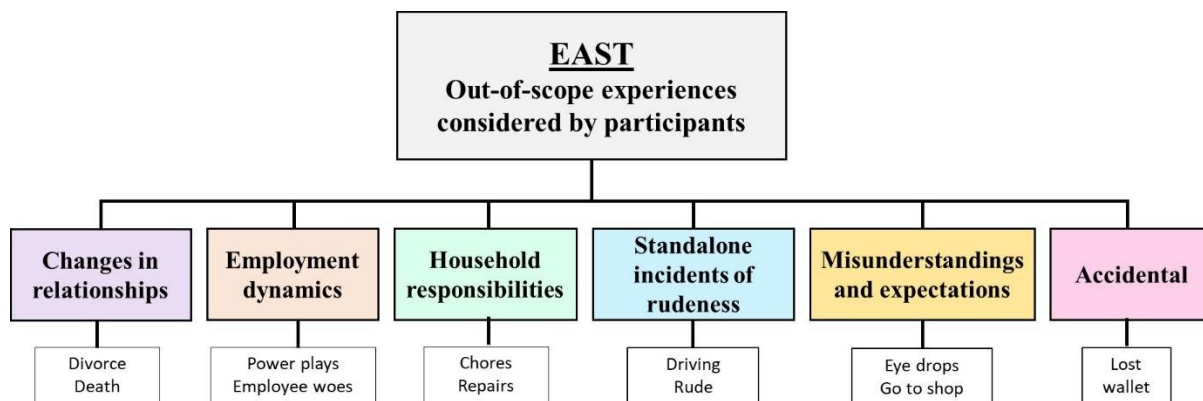 EAST
Out-of-scope experiences
considered by participants
Changes in
relationships
Employment
dynamics
Household
responsibilities
Standalone
incidents of
rudeness
Misunderstandings
and expectations
Accidental
Divorce
Death
Power plays
Employee woes
Chores
Repairs
Driving
Rude
Eye drops
Go to shop
Lost
wallet